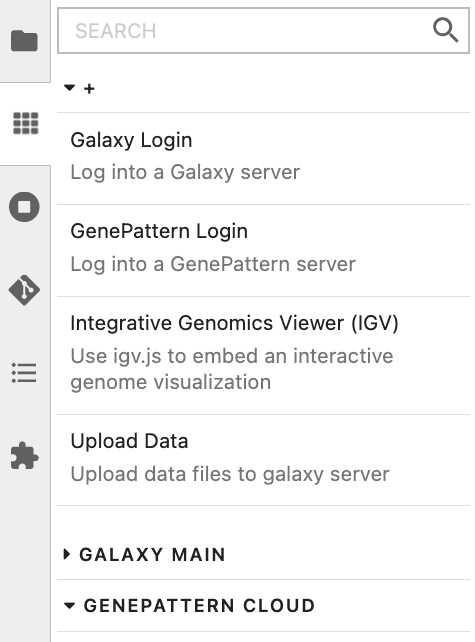 SEARCH
+
Galaxy Login
Log into a Galaxy server
GenePattern Login
Log into a GenePattern server
Integrative Genomics Viewer (IGV)
Use igv.js to embed an interactive
genome visualization
Upload Data
Upload data files to galaxy server
GALAXY MAIN
GENEPATTERN CLOUD